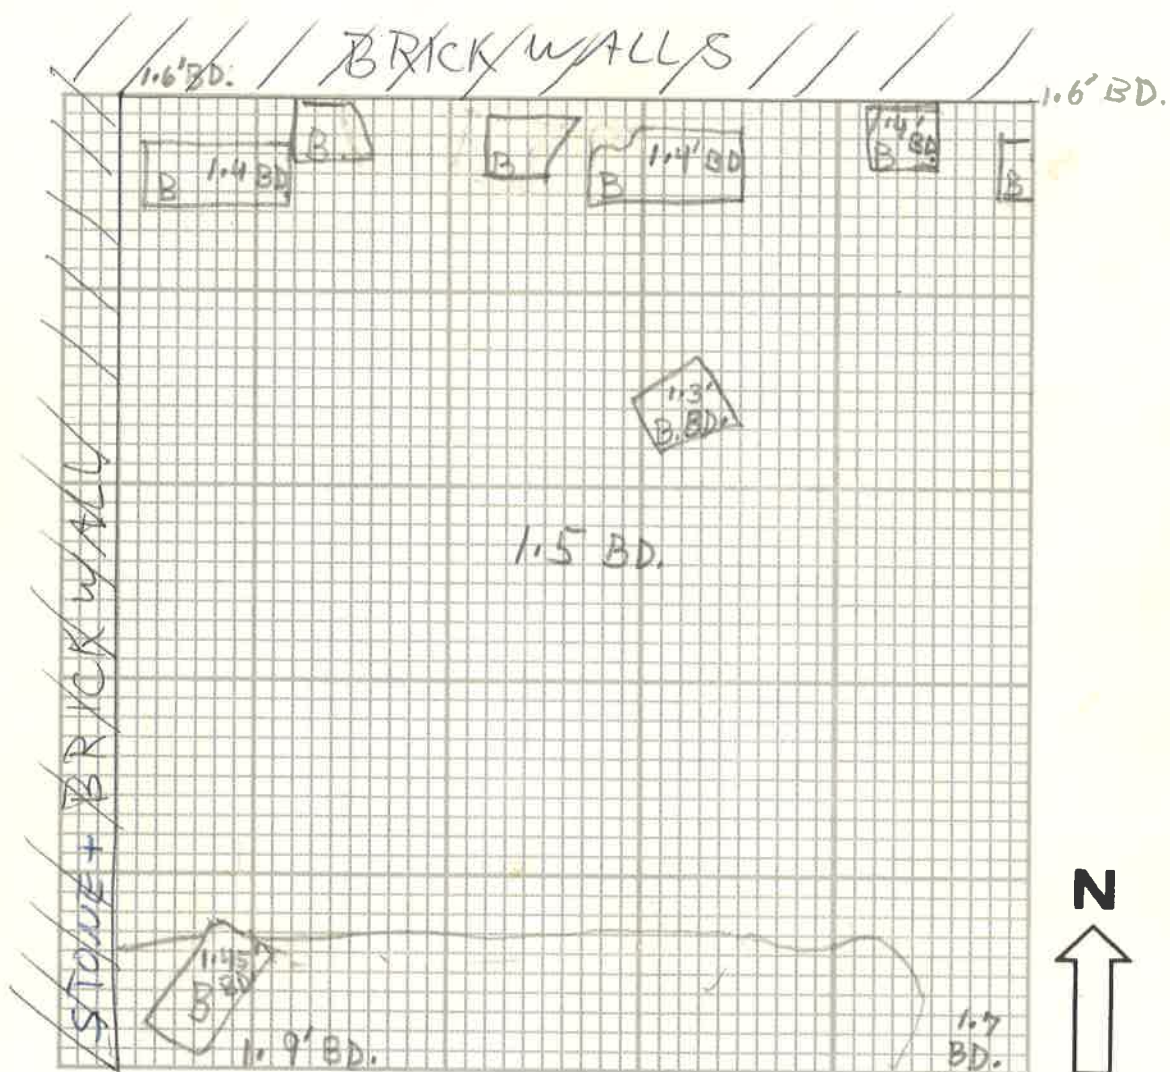 BRICK WALLS
1.6' BD.
1.6' BD.
B
1.4 BD
B
B
B
1.4' BD
1.4' BD
B
B
1.3'
B. BD.
1.5 BD.
STONE + BRICK WALL
1.45'
BD
B
1.9' BD.
1.7
BD.
N